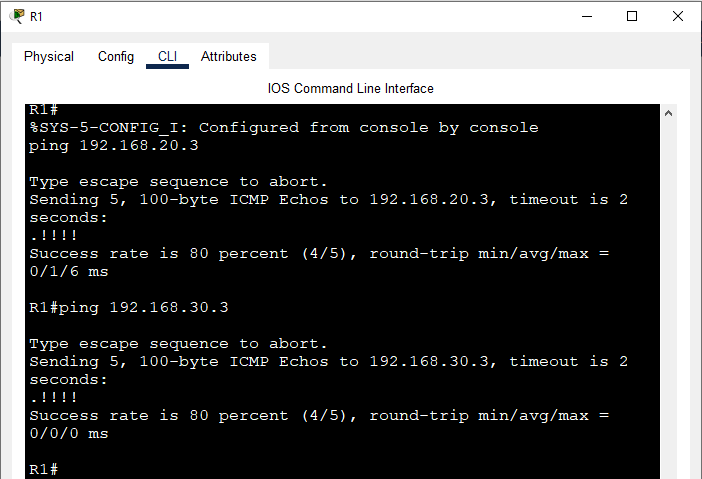 R1
Physical Config CLI Attributes
IOS Command Line Interface
R1#
%SYS-5-CONFIG_I: Configured from console by console
ping 192.168.20.3
Type escape sequence to abort.
Sending 5, 100-byte ICMP Echos to 192.168.20.3, timeout is 2
seconds:
.!!!!
Success rate is 80 percent (4/5), round-trip min/avg/max =
0/1/6 ms
R1#ping 192.168.30.3
Type escape sequence to abort.
Sending 5, 100-byte ICMP Echos to 192.168.30.3, timeout is 2
seconds:
.!!!!
Success rate is 80 percent (4/5), round-trip min/avg/max =
0/0/0 ms
R1#